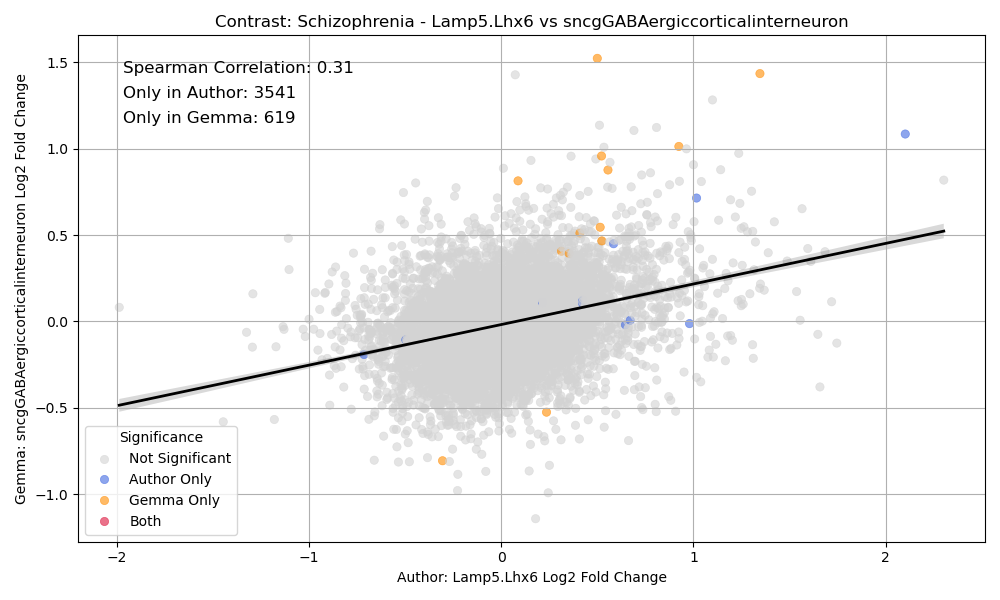 Contrast: Schizophrenia - Lamp5.Lhx6 vs sncgGABAergiccorticalinterneuron
Gemma: sncgGABAergiccorticalinterneuron Log2 Fold Change
1.5
1.0
0.5
0.0
−0.5
−1.0
Spearman Correlation: 0.31
Only in Author: 3541
Only in Gemma: 619
Significance
Not Significant
Author Only
Gemma Only
Both
−2
−1
0
1
2
Author: Lamp5.Lhx6 Log2 Fold Change